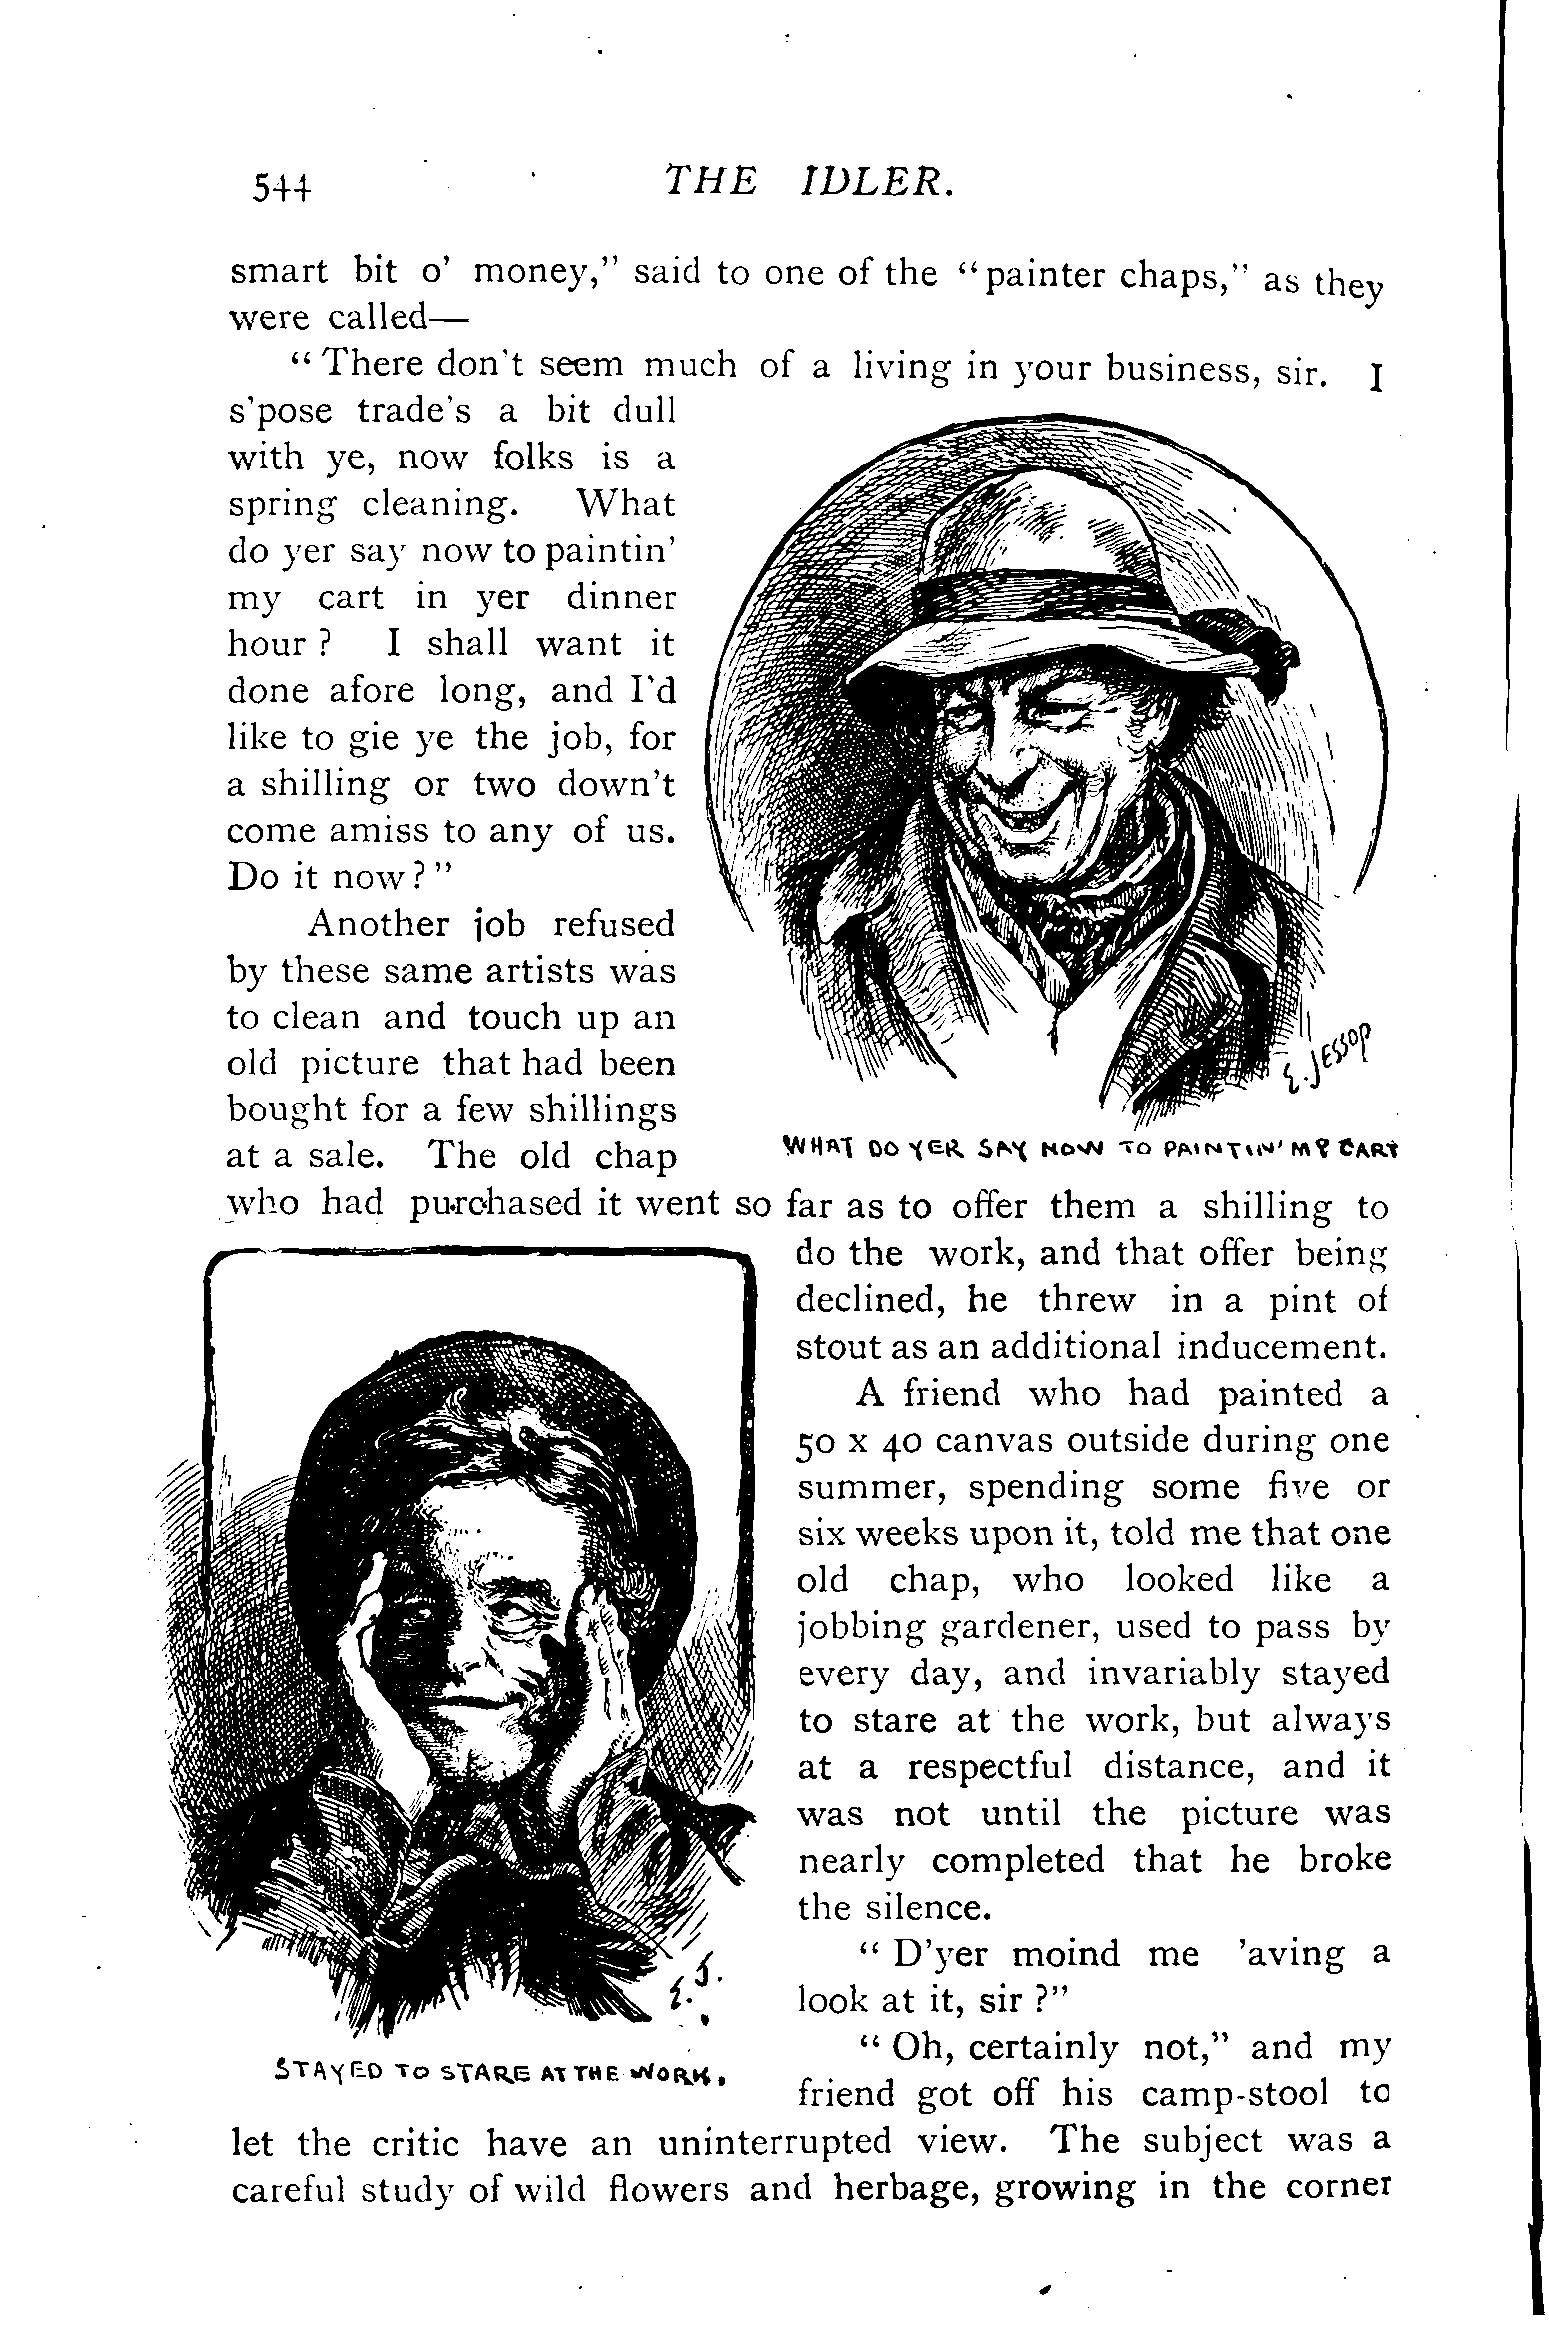 544
THE IDLER.
smart bit o' money," said to one of the "painter chaps," as they
were called—
"There don't seem much of a living in your business, sir. I
s'pose trade's a bit dull
with ye, now folks is a
spring cleaning. What
do yer say now to paintin'
my cart in yer dinner
hour? I shall want it
done afore long, and I'd
like to gie ye the job, for
a shilling or two down't
come amiss to any of us.
Do it now?"
Another job refused
by these same artists was
to clean and touch up an
old picture that had been
bought for a few shillings
at a sale. The old chap
E. JESSOP
WHAT DO YER SAY NOW TO PAINTIN' MY CART
who had purchased it went so far as to offer them a shilling to
do the work, and that offer being
declined, he threw in a pint of
stout as an additional inducement.
A friend who had painted a
50 x 40 canvas outside during one
summer, spending some five or
six weeks upon it, told me that one
old chap, who looked like a
jobbing gardener, used to pass by
every day, and invariably stayed
to stare at the work, but always
at a respectful distance, and it
was not until the picture was
nearly completed that he broke
the silence.
"D'yer moind me 'aving a
look at it, sir?"
"Oh, certainly not," and my
friend got off his camp-stool to
E.J.
STAYED TO STARE AT THE WORK.
let the critic have an uninterrupted view. The subject was a
careful study of wild flowers and herbage, growing in the corner